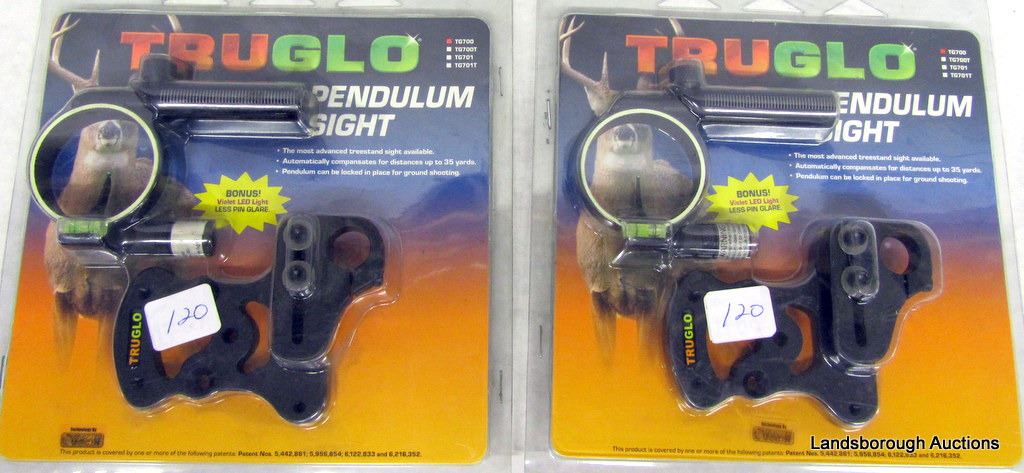 TRUGLO
TG700
TG700T
TG701
TG701T
PENDULUM
SIGHT
• The most advanced treestand sight available.
• Automatically compensates for distances up to 35 yards.
• Pendulum can be locked in place for ground shooting.
BONUS!
Violet LED Light
LESS PIN GLARE.
120
TRUGLO
Technology By
This product is covered by one or more of the following patents: Patent Nos. 5,442,861; 5,956,854; 6,122,833 and 6,216,352.
TRUGLO
TG700
TG700T
TG701
TG701T
ENDULUM
IGHT
• The most advanced treestand sight available.
• Automatically compensates for distances up to 35 yards.
• Pendulum can be locked in place for ground shooting.
BONUS!
Violet LED Light
LESS PIN GLARE.
WARNING
120
TRUGLO
Technology By
This product is covered by one or more of the following patents: Patent Nos. 5,442,861; 5,956,854; 6,122,833 and 6,216,352.
Landsborough Auctions